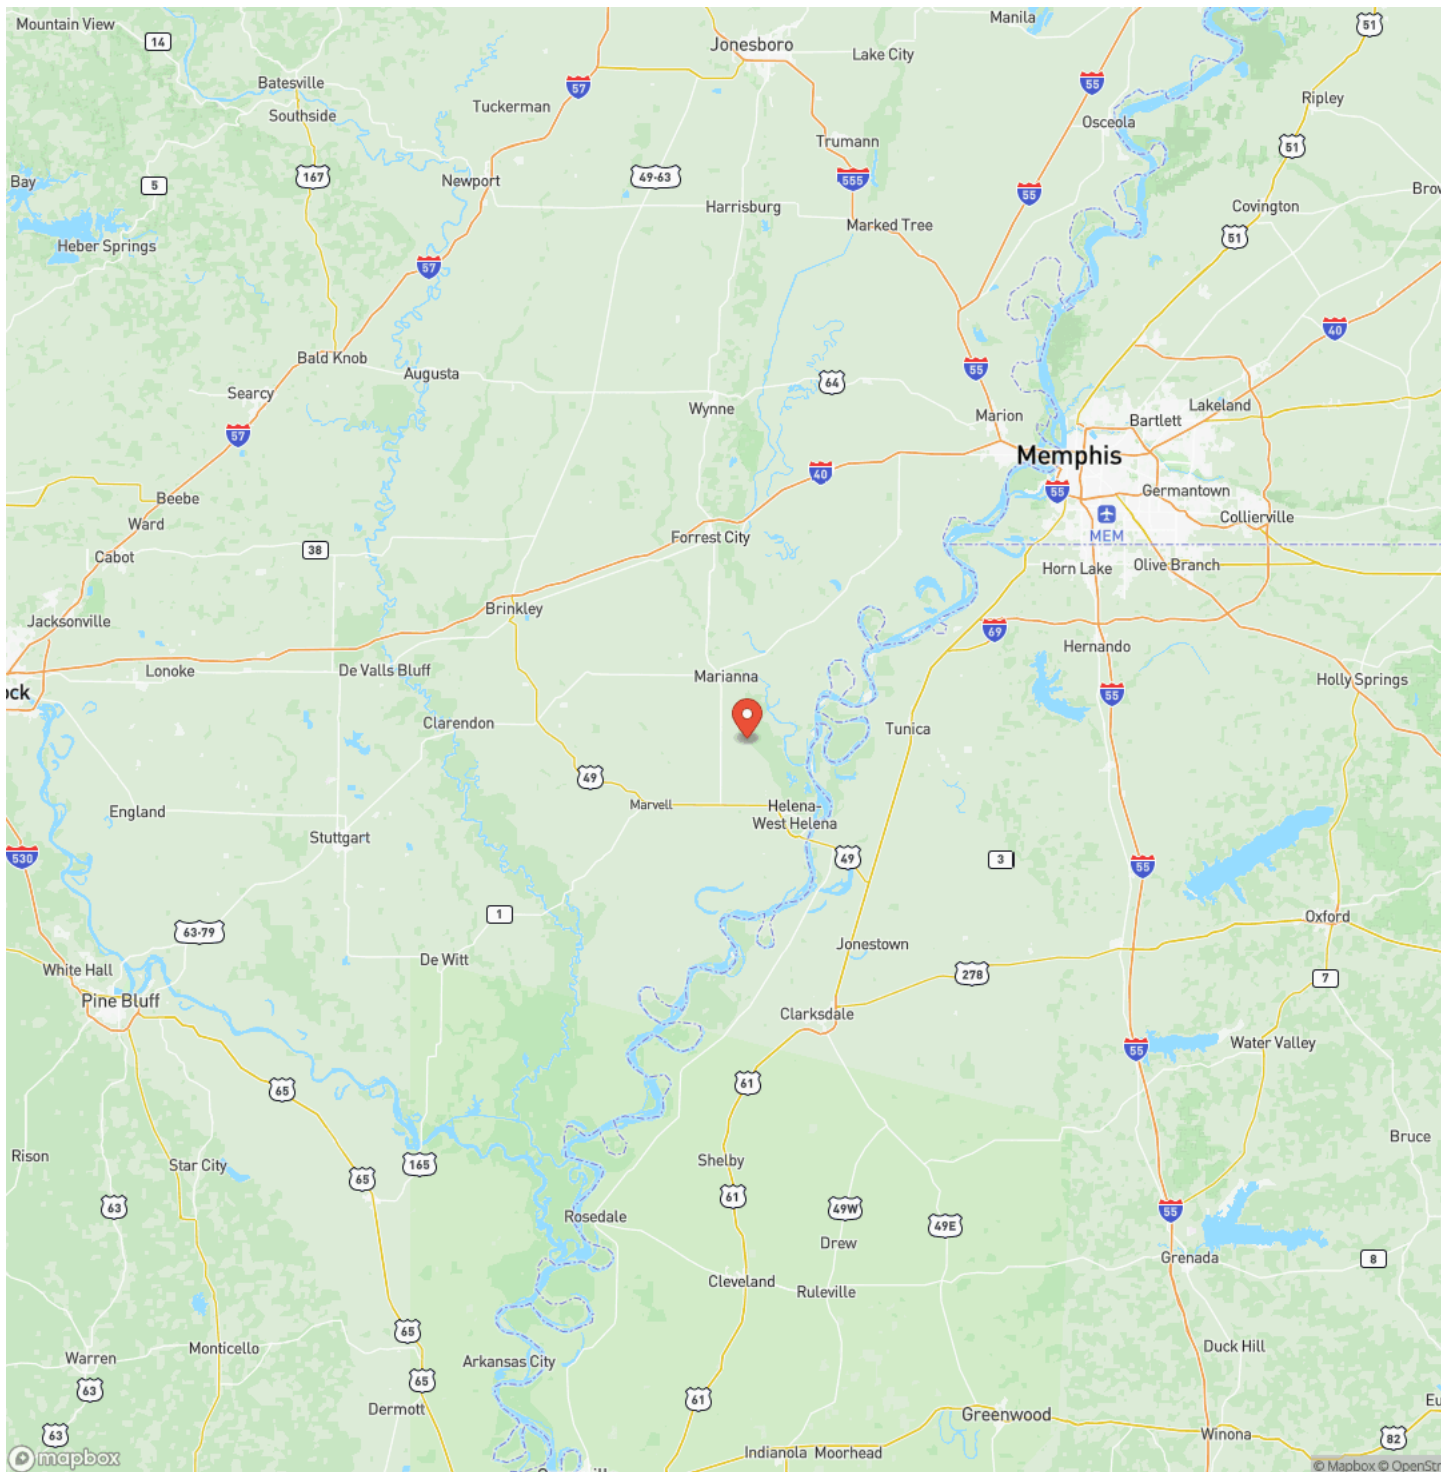 Mountain View
14
Manila
51
Jonesboro
Lake City
Batesville
57
55
Tuckerman
Ripley
Southside
Osceola
Trumann
51
Bay
5
167
Newport
49-63
555
55
Covington
Harrisburg
Marked Tree
51
Heber Springs
57
40
Bald Knob
Augusta
64
55
Searcy
Wynne
Marion
Lakeland
Bartlett
57
Memphis
40
Beebe
55
Germantown
Ward
Collierville
MEM
Forrest City
38
Cabot
Horn Lake
Olive Branch
Brinkley
Jacksonville
69
Hernando
Lonoke
De Valls Bluff
Marianna
Holly Springs
ock
55
Clarendon
Tunica
49
England
Marvell
Helena-
West Helena
Stuttgart
530
49
3
55
1
Oxford
63-79
Jonestown
De Witt
White Hall
278
7
Pine Bluff
Clarksdale
55
Water Valley
65
61
Bruce
Rison
Star City
165
Shelby
65
61
63
49W
55
Rosedale
49E
Drew
Grenada
8
Cleveland
Ruleville
65
Monticello
Duck Hill
Warren
Arkansas City
63
65
61
Dermott
Greenwood
63
Winona
82
Indianola
Moorhead
mapbox
© Mapbox © OpenStr